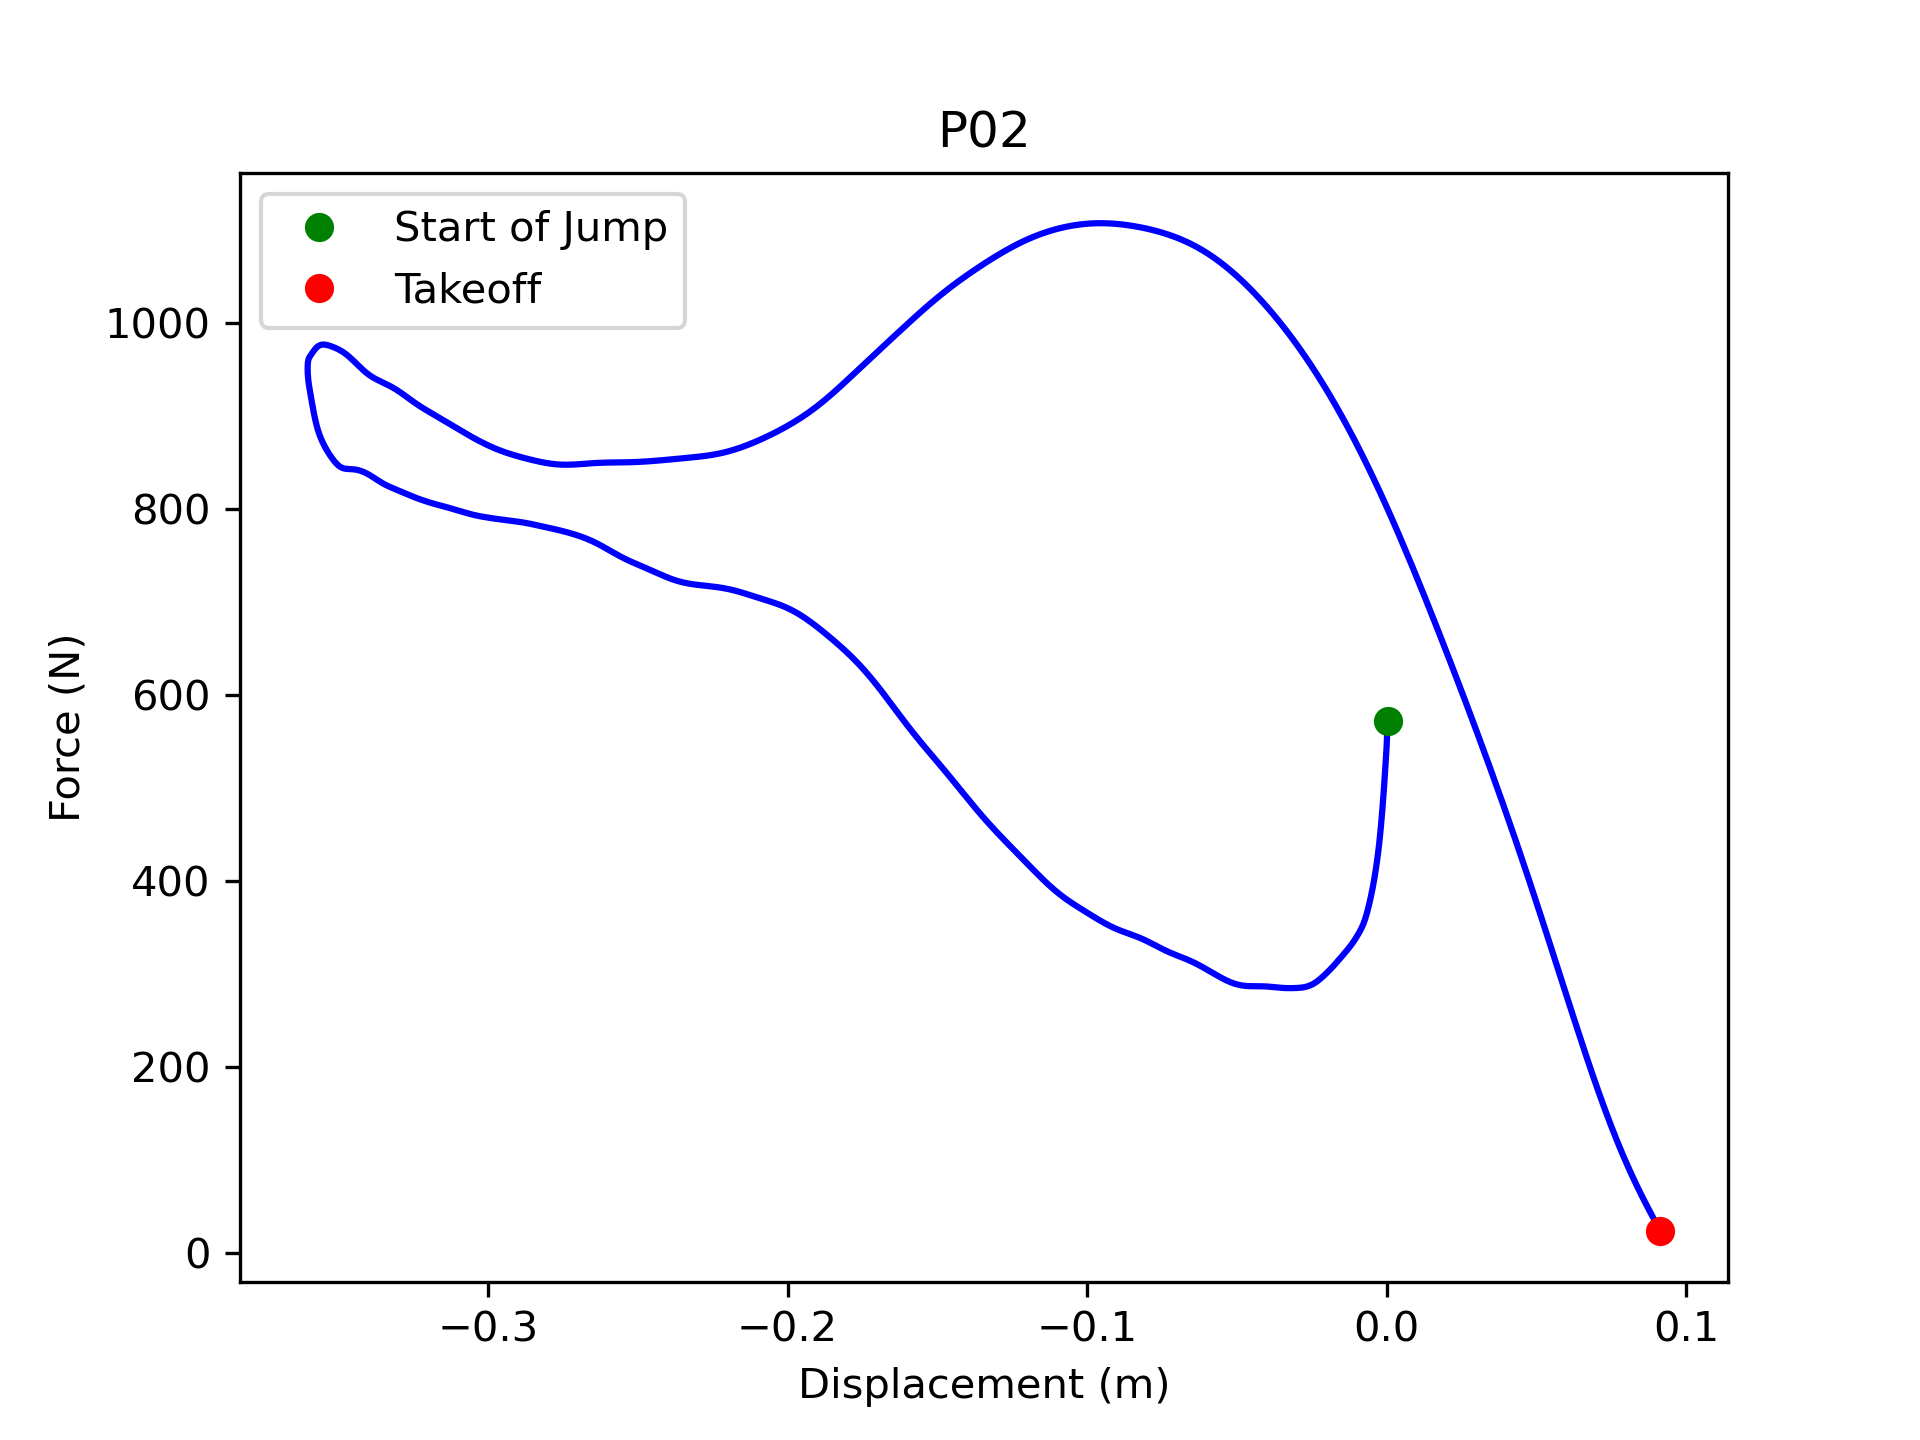 P02
Start of Jump
Takeoff
Force (N)
1000
800
600
400
200
0
−0.3 −0.2 −0.1 0.0 0.1
Displacement (m)